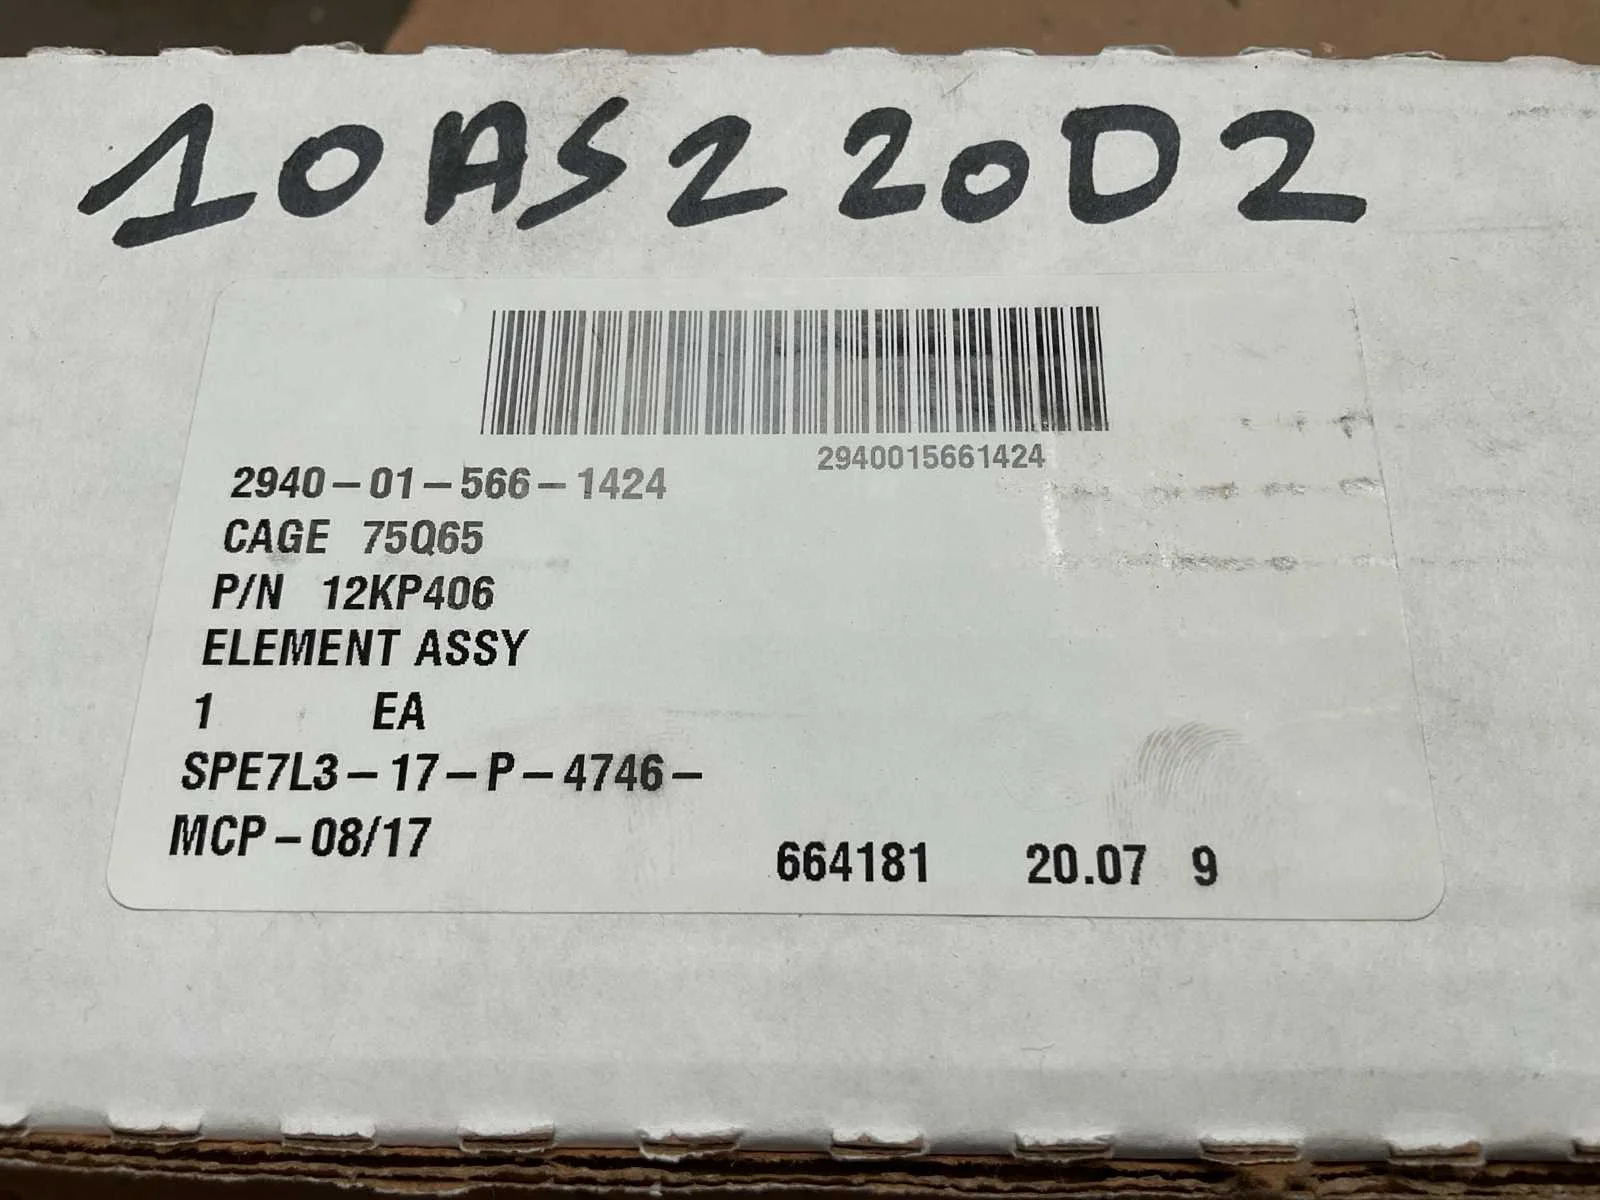 10AS220D2
2940015661424
2940-01-566-1424
CAGE 75Q65
P/N 12KP406
ELEMENT ASSY
1 EA
SPE7L3-17-P-4746-
MCP-08/17
664181 20.07 9